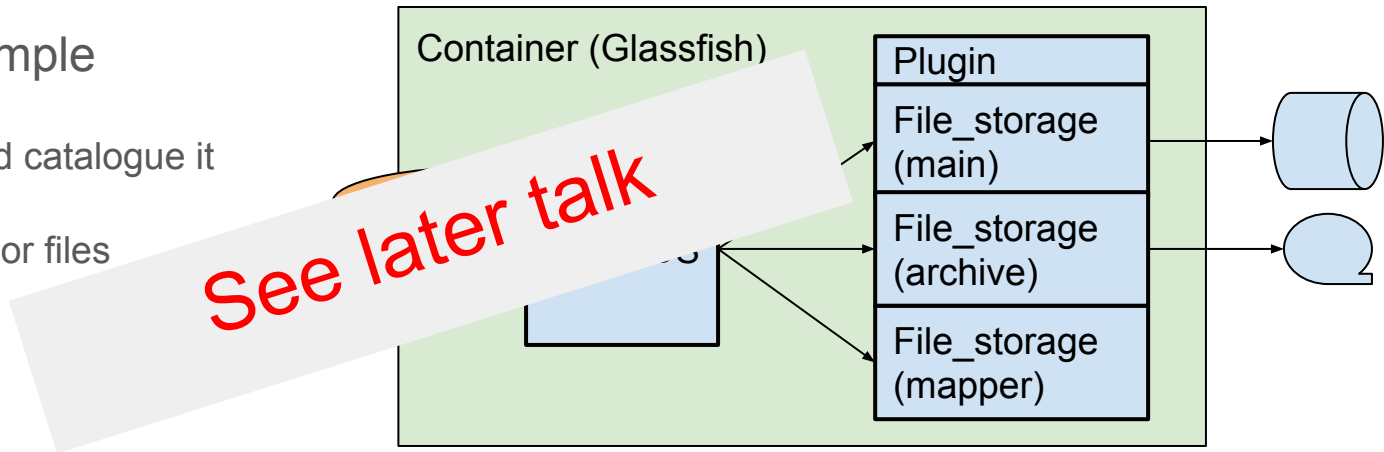 mple
d catalogue it
or files
Container (Glassfish)
See later talk
Plugin
File_storage
(main)
File_storage
(archive)
File_storage
(mapper)